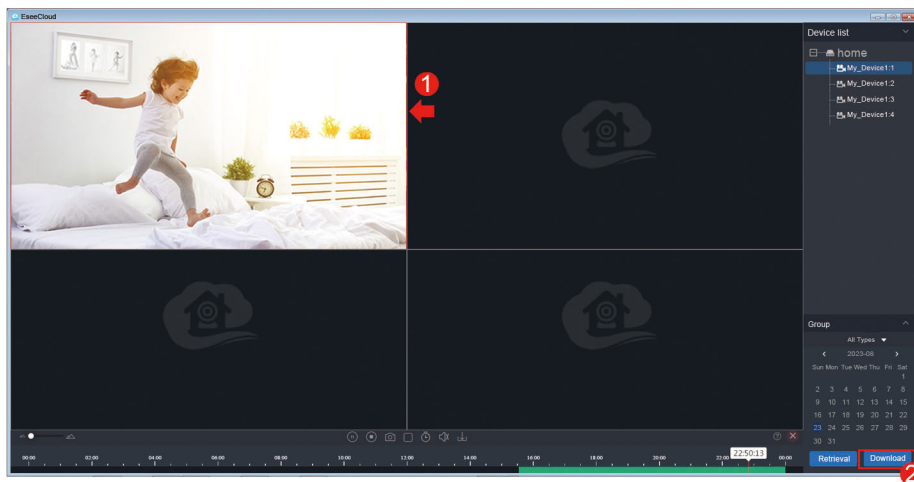 EseeCloud
Device list
home
My_Device1:1
My_Device1:2
My_Device1:3
My_Device1:4
1
Group
All Types
2023-08
Sun Mon Tue Wed Thu Fri Sat
1
2 3 4 5 6 7 8
9 10 11 12 13 14 15
16 17 18 19 20 21 22
23 24 25 26 27 28 29
30 31
00:00 02:00 04:00 06:00 08:00 10:00 12:00 14:00 16:00 18:00 20:00 22:00 00:00
22:50:13
Retrieval Download
2